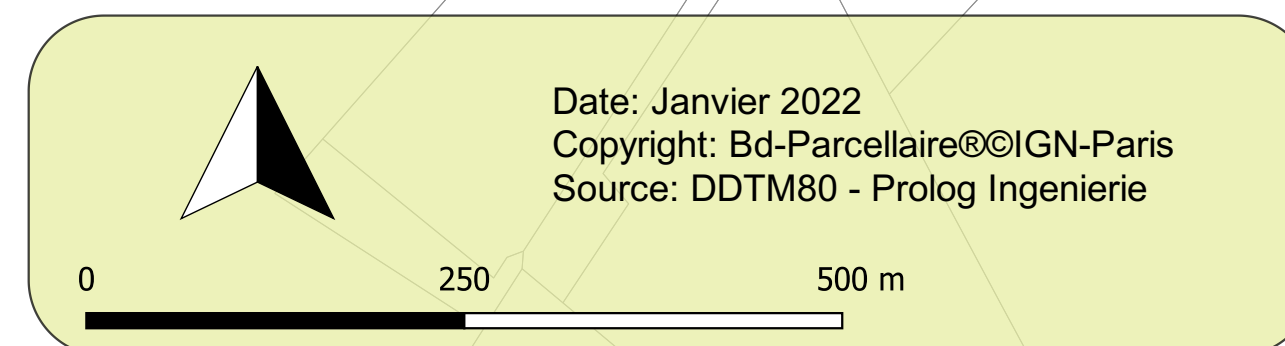 Date: Janvier 2022
Copyright: Bd-Parcellaire®©IGN-Paris
Source: DDTM80 - Prolog Ingenierie
0 250 500 m